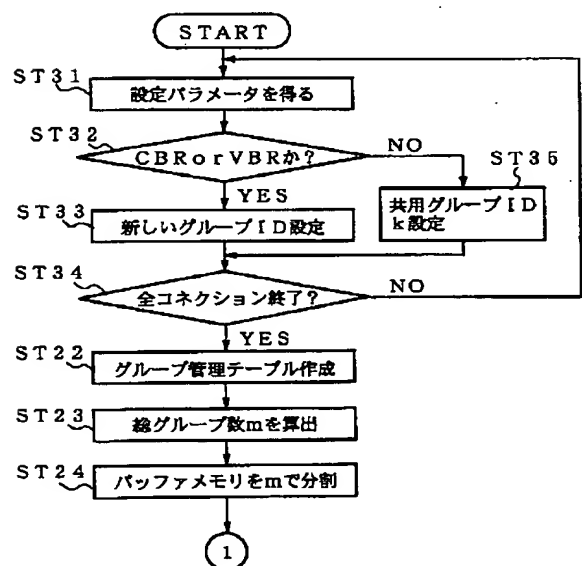 START
ST31
設定パラメータを得る
ST32
CBRorVBRか?
NO
ST35
YES
ST33
新しいグループID設定
共用グループID
k設定
ST34
全コネクション終了?
NO
YES
ST22
グループ管理テーブル作成
ST23
総グループ数mを算出
ST24
バッファメモリをmで分割
1